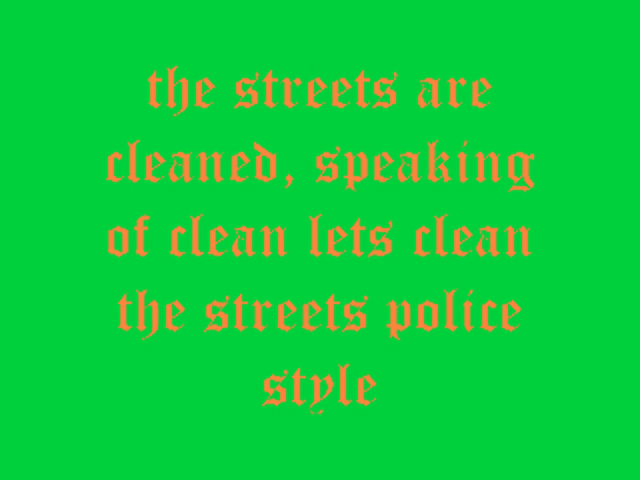 the streets are
cleaned, speaking
of clean lets clean
the streets police
style